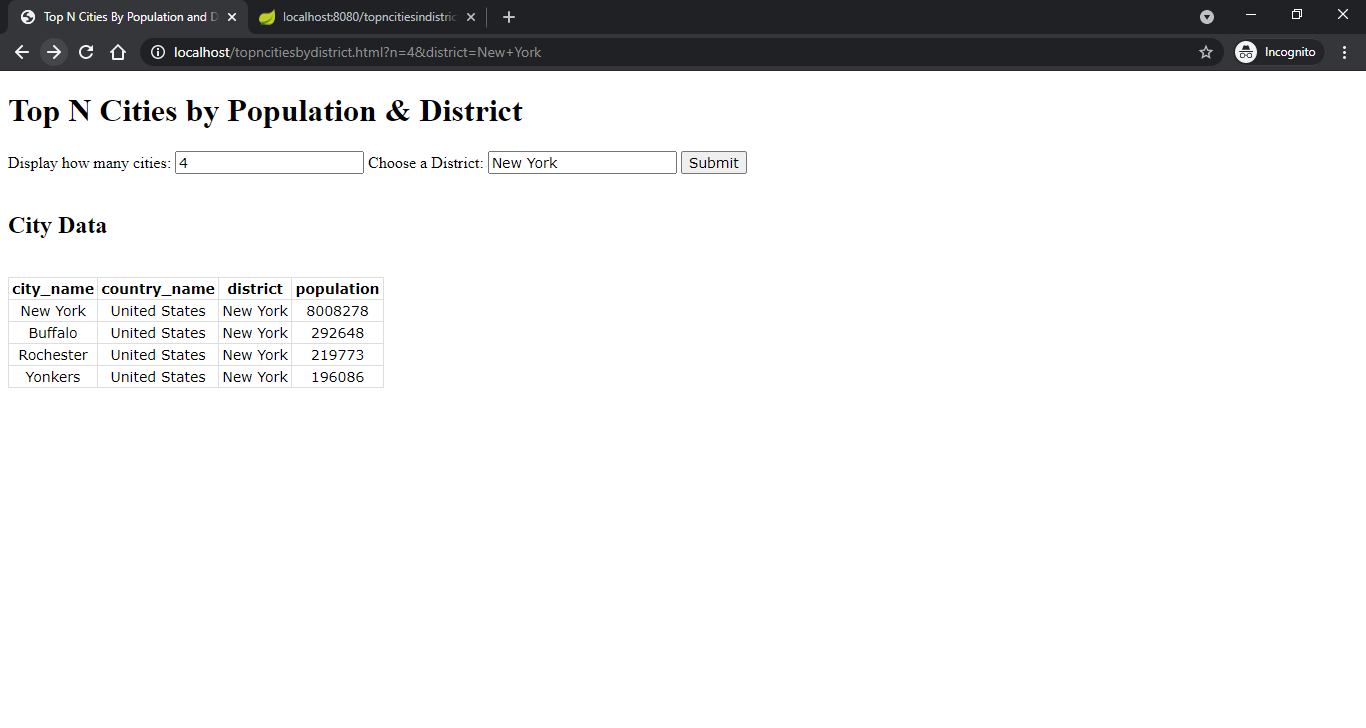 Top N Cities By Population and D
localhost:8080/topncitiesindistric
localhost/topncitiesbydistrict.html?n=4&district=New+York
Incognito
Top N Cities by Population & District
Display how many cities: 4 Choose a District: New York Submit
City Data
city_name country_name district population
New York United States New York 8008278
Buffalo United States New York 292648
Rochester United States New York 219773
Yonkers United States New York 196086